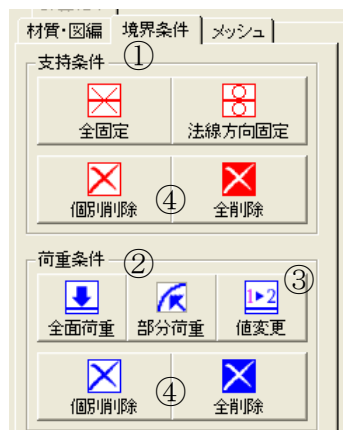 材質・図編 境界条件 メッシュ
支持条件 ①
全固定 法線方向固定
個別削除 ④ 全削除
荷重条件 ② ③
1▸2
全面荷重 部分荷重 値変更
個別削除 ④ 全削除